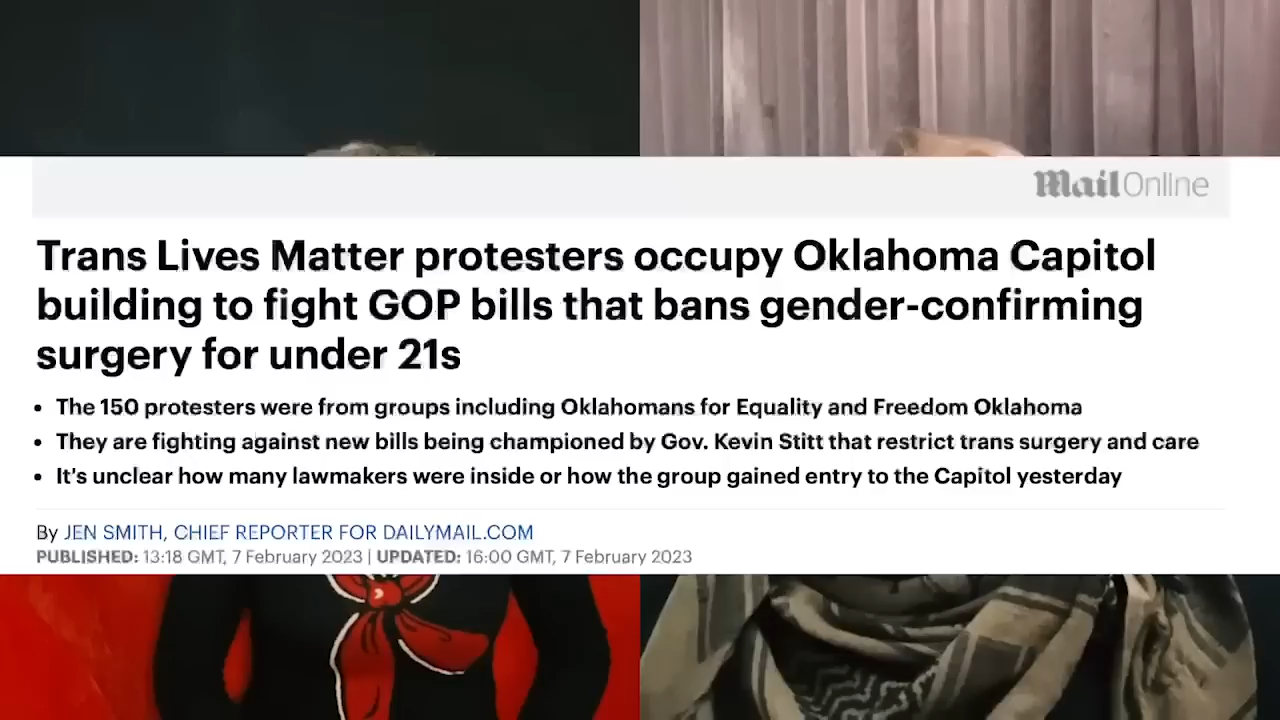 Mail Online
Trans Lives Matter protesters occupy Oklahoma Capitol
building to fight GOP bills that bans gender-confirming
surgery for under 21s
• The 150 protesters were from groups including Oklahomans for Equality and Freedom Oklahoma
• They are fighting against new bills being championed by Gov. Kevin Stitt that restrict trans surgery and care
• It's unclear how many lawmakers were inside or how the group gained entry to the Capitol yesterday
By JEN SMITH, CHIEF REPORTER FOR DAILYMAIL.COM
PUBLISHED: 13:18 GMT, 7 February 2023 | UPDATED: 16:00 GMT, 7 February 2023